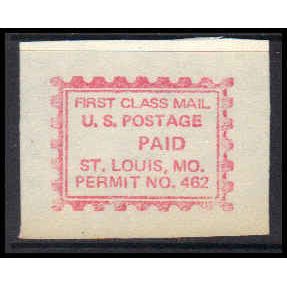 FIRST CLASS MAIL
U. S. POSTAGE
PAID
ST. LOUIS, MO.
PERMIT NO. 462